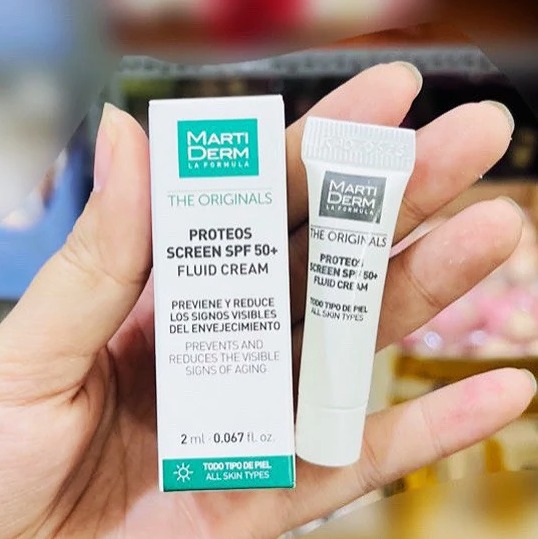 MARTI
DERM
LA FORMULA
THE ORIGINALS
PROTEOS
SCREEN SPF 50+
FLUID CREAM
PREVIENE Y REDUCE
LOS SIGNOS VISIBLES
DEL ENVEJECIMIENTO
PREVENTS AND
REDUCES THE VISIBLE
SIGNS OF AGING
2 ml - 0.067 fl. oz.
TODO TIPO DE PIEL
ALL SKIN TYPES
MARTI
DERM
LA FORMULA
THE ORIGINALS
PROTEOS
SCREEN SPF 50+
FLUID CREAM
TODO TIPO DE PIEL
ALL SKIN TYPES